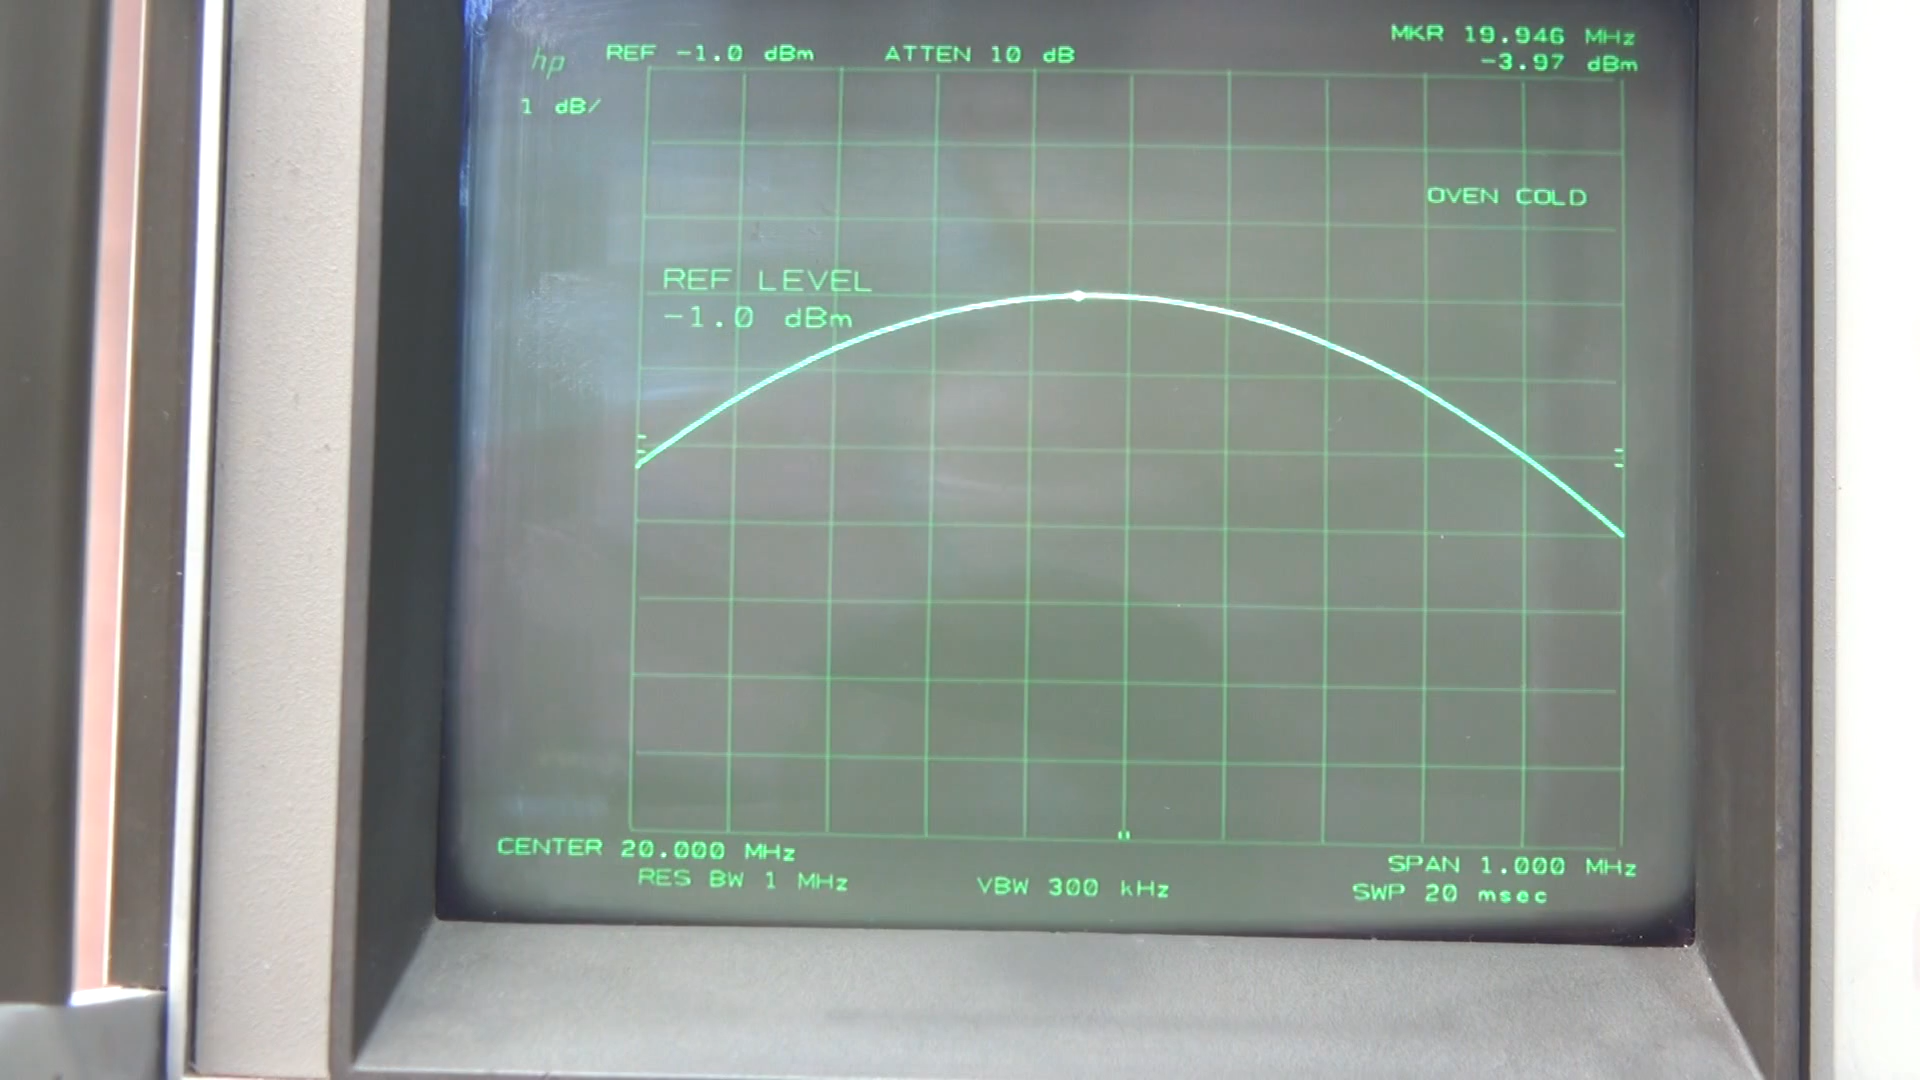 hp REF -1.0 dBm ATTEN 10 dB
MKR 19.946 MHz
-3.97 dBm
1 dB/
OVEN COLD
REF LEVEL
-1.0 dBm
CENTER 20.000 MHz
SPAN 1.000 MHz
RES BW 1 MHz
VBW 300 kHz
SWP 20 msec